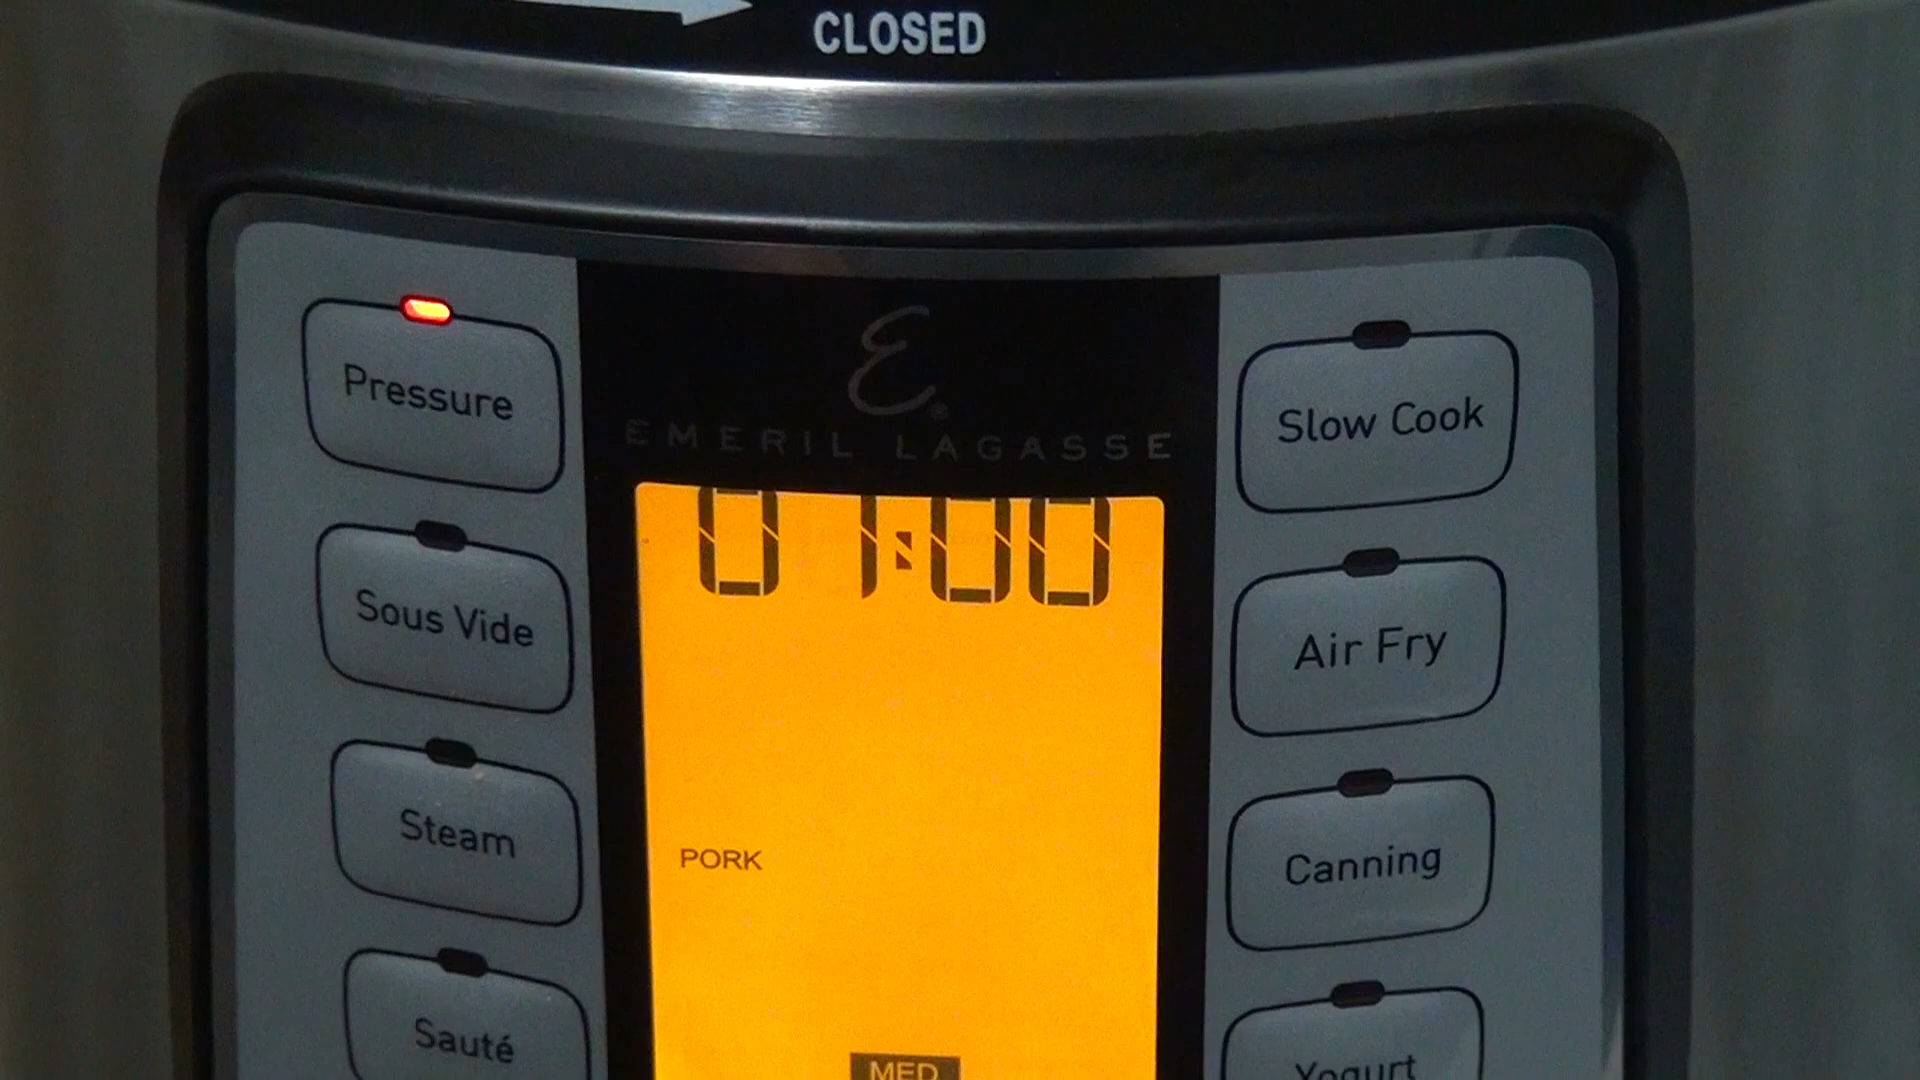 CLOSED
Pressure
Sous Vide
Steam
Sauté
E®
EMERIL LAGASSE
01:00
PORK
MED
Slow Cook
Air Fry
Canning
Yogurt